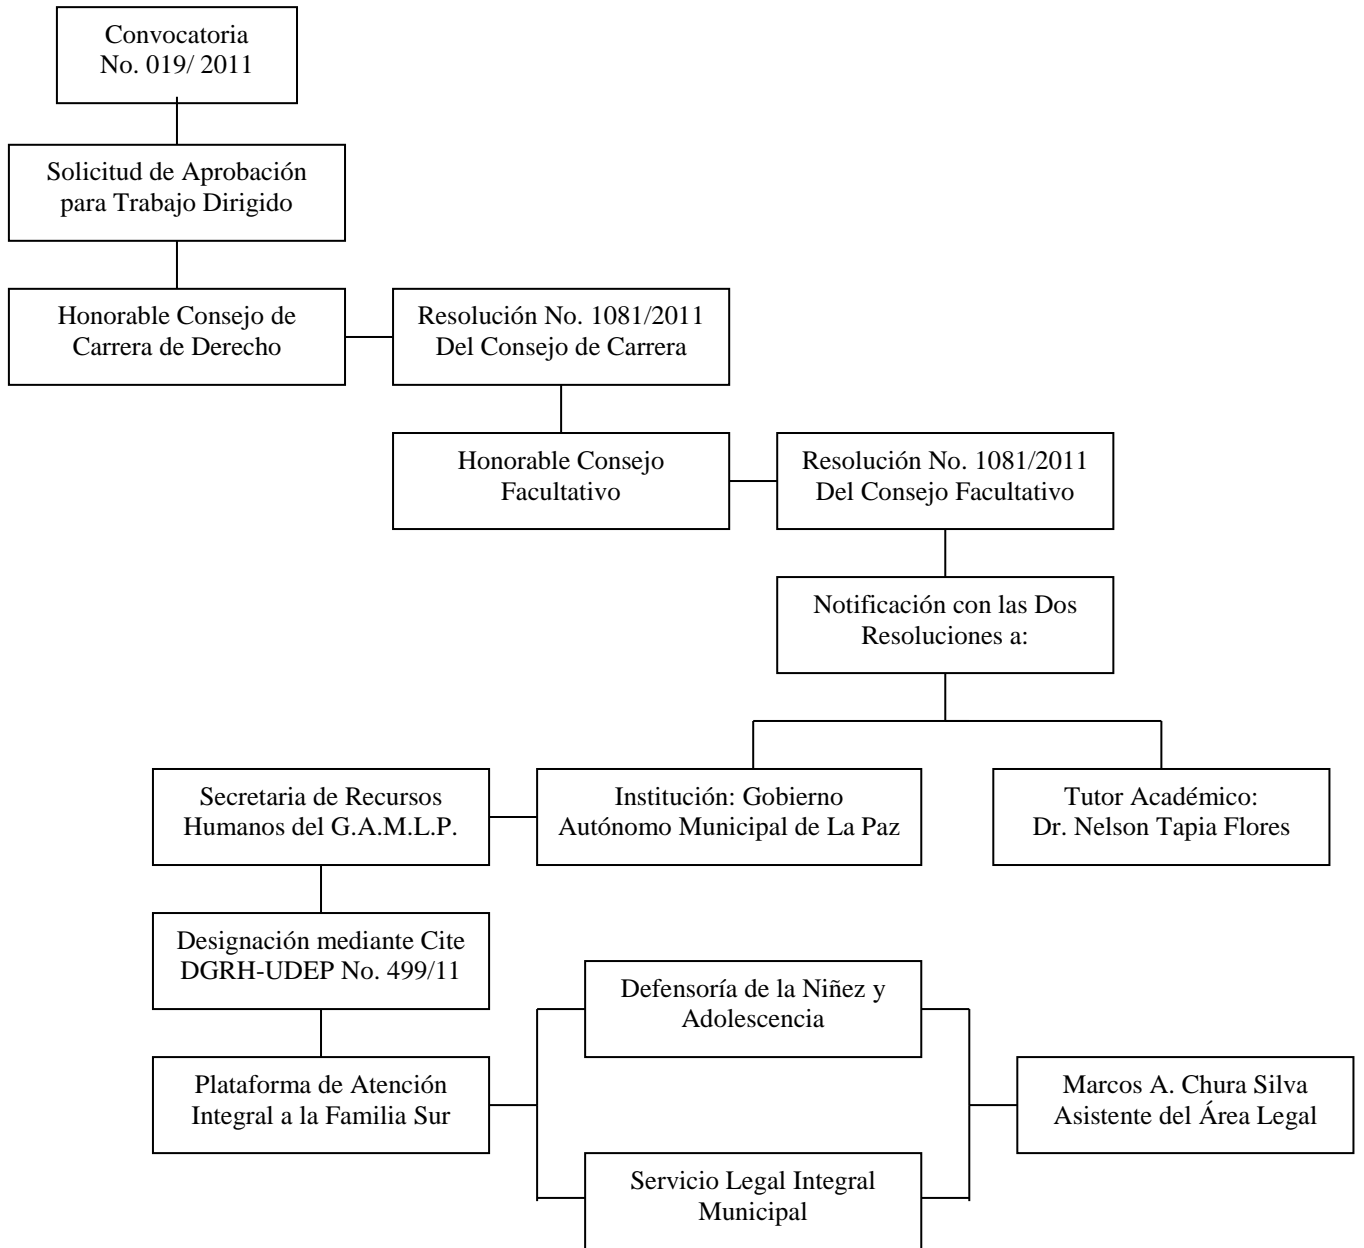 Convocatoria
No. 019/ 2011
Solicitud de Aprobación
para Trabajo Dirigido
Honorable Consejo de
Carrera de Derecho
Resolución No. 1081/2011
Del Consejo de Carrera
Honorable Consejo
Facultativo
Resolución No. 1081/2011
Del Consejo Facultativo
Notificación con las Dos
Resoluciones a:
Secretaria de Recursos
Humanos del G.A.M.L.P.
Institución: Gobierno
Autónomo Municipal de La Paz
Tutor Académico:
Dr. Nelson Tapia Flores
Designación mediante Cite
DGRH-UDEP No. 499/11
Defensoría de la Niñez y
Adolescencia
Plataforma de Atención
Integral a la Familia Sur
Marcos A. Chura Silva
Asistente del Área Legal
Servicio Legal Integral
Municipal